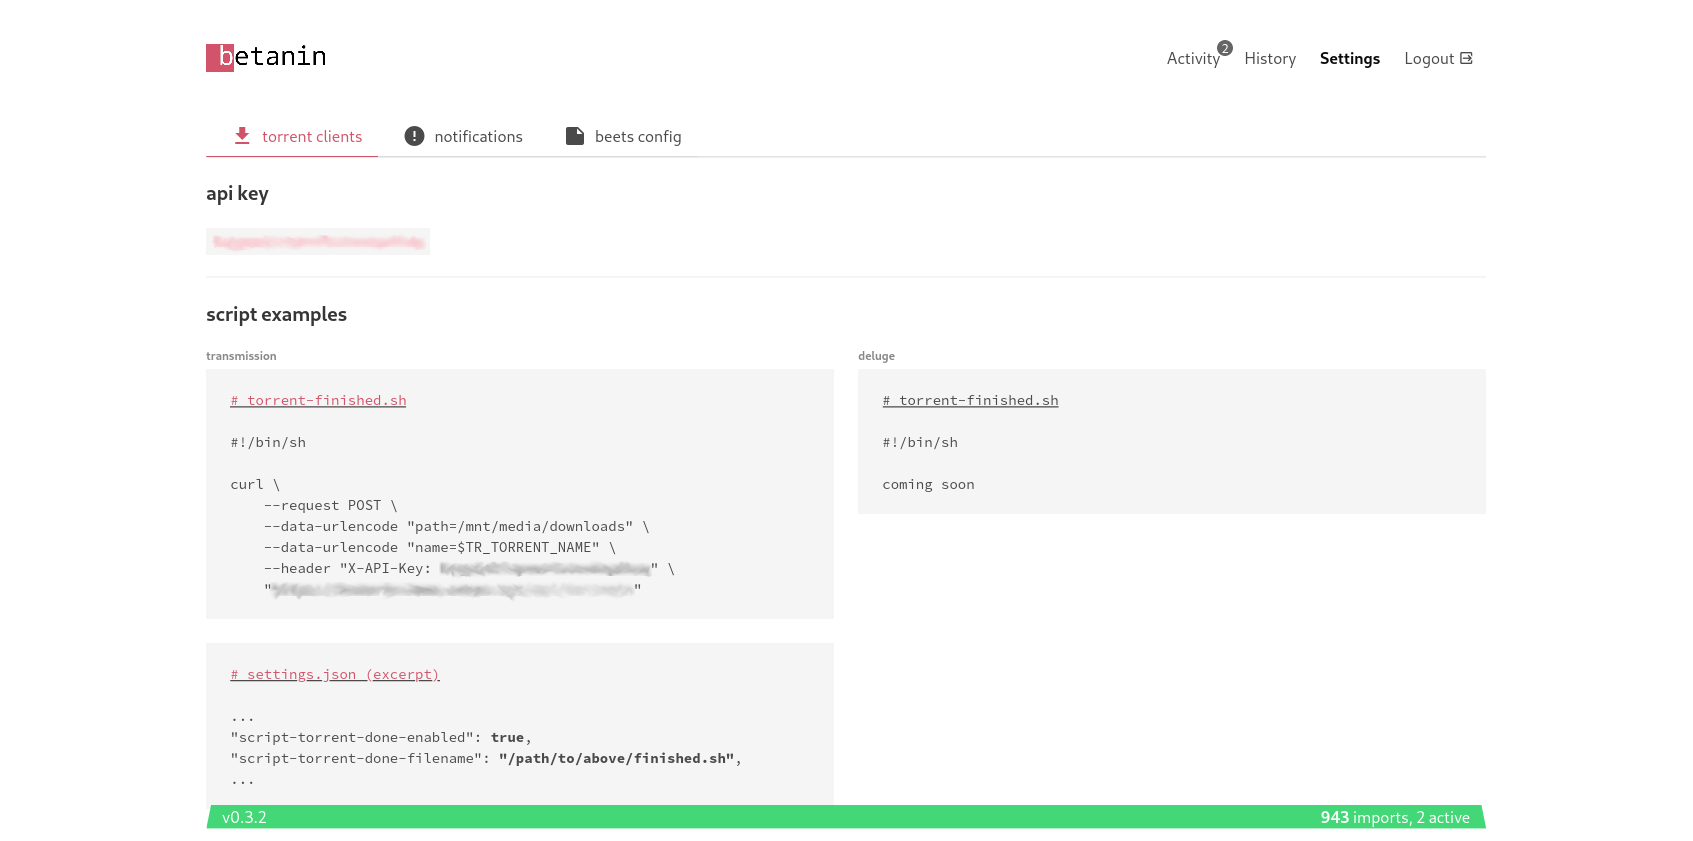 betanin
Activity 2 History Settings Logout
torrent clients notifications beets config
api key
script examples
transmission
# torrent-finished.sh
#!/bin/sh
curl \
--request POST \
--data-urlencode "path=/mnt/media/downloads" \
--data-urlencode "name=$TR_TORRENT_NAME" \
--header "X-API-Key: " \
""
# settings.json (excerpt)
...
"script-torrent-done-enabled": true,
"script-torrent-done-filename": "/path/to/above/finished.sh",
...
deluge
# torrent-finished.sh
#!/bin/sh
coming soon
v0.3.2 943 imports, 2 active